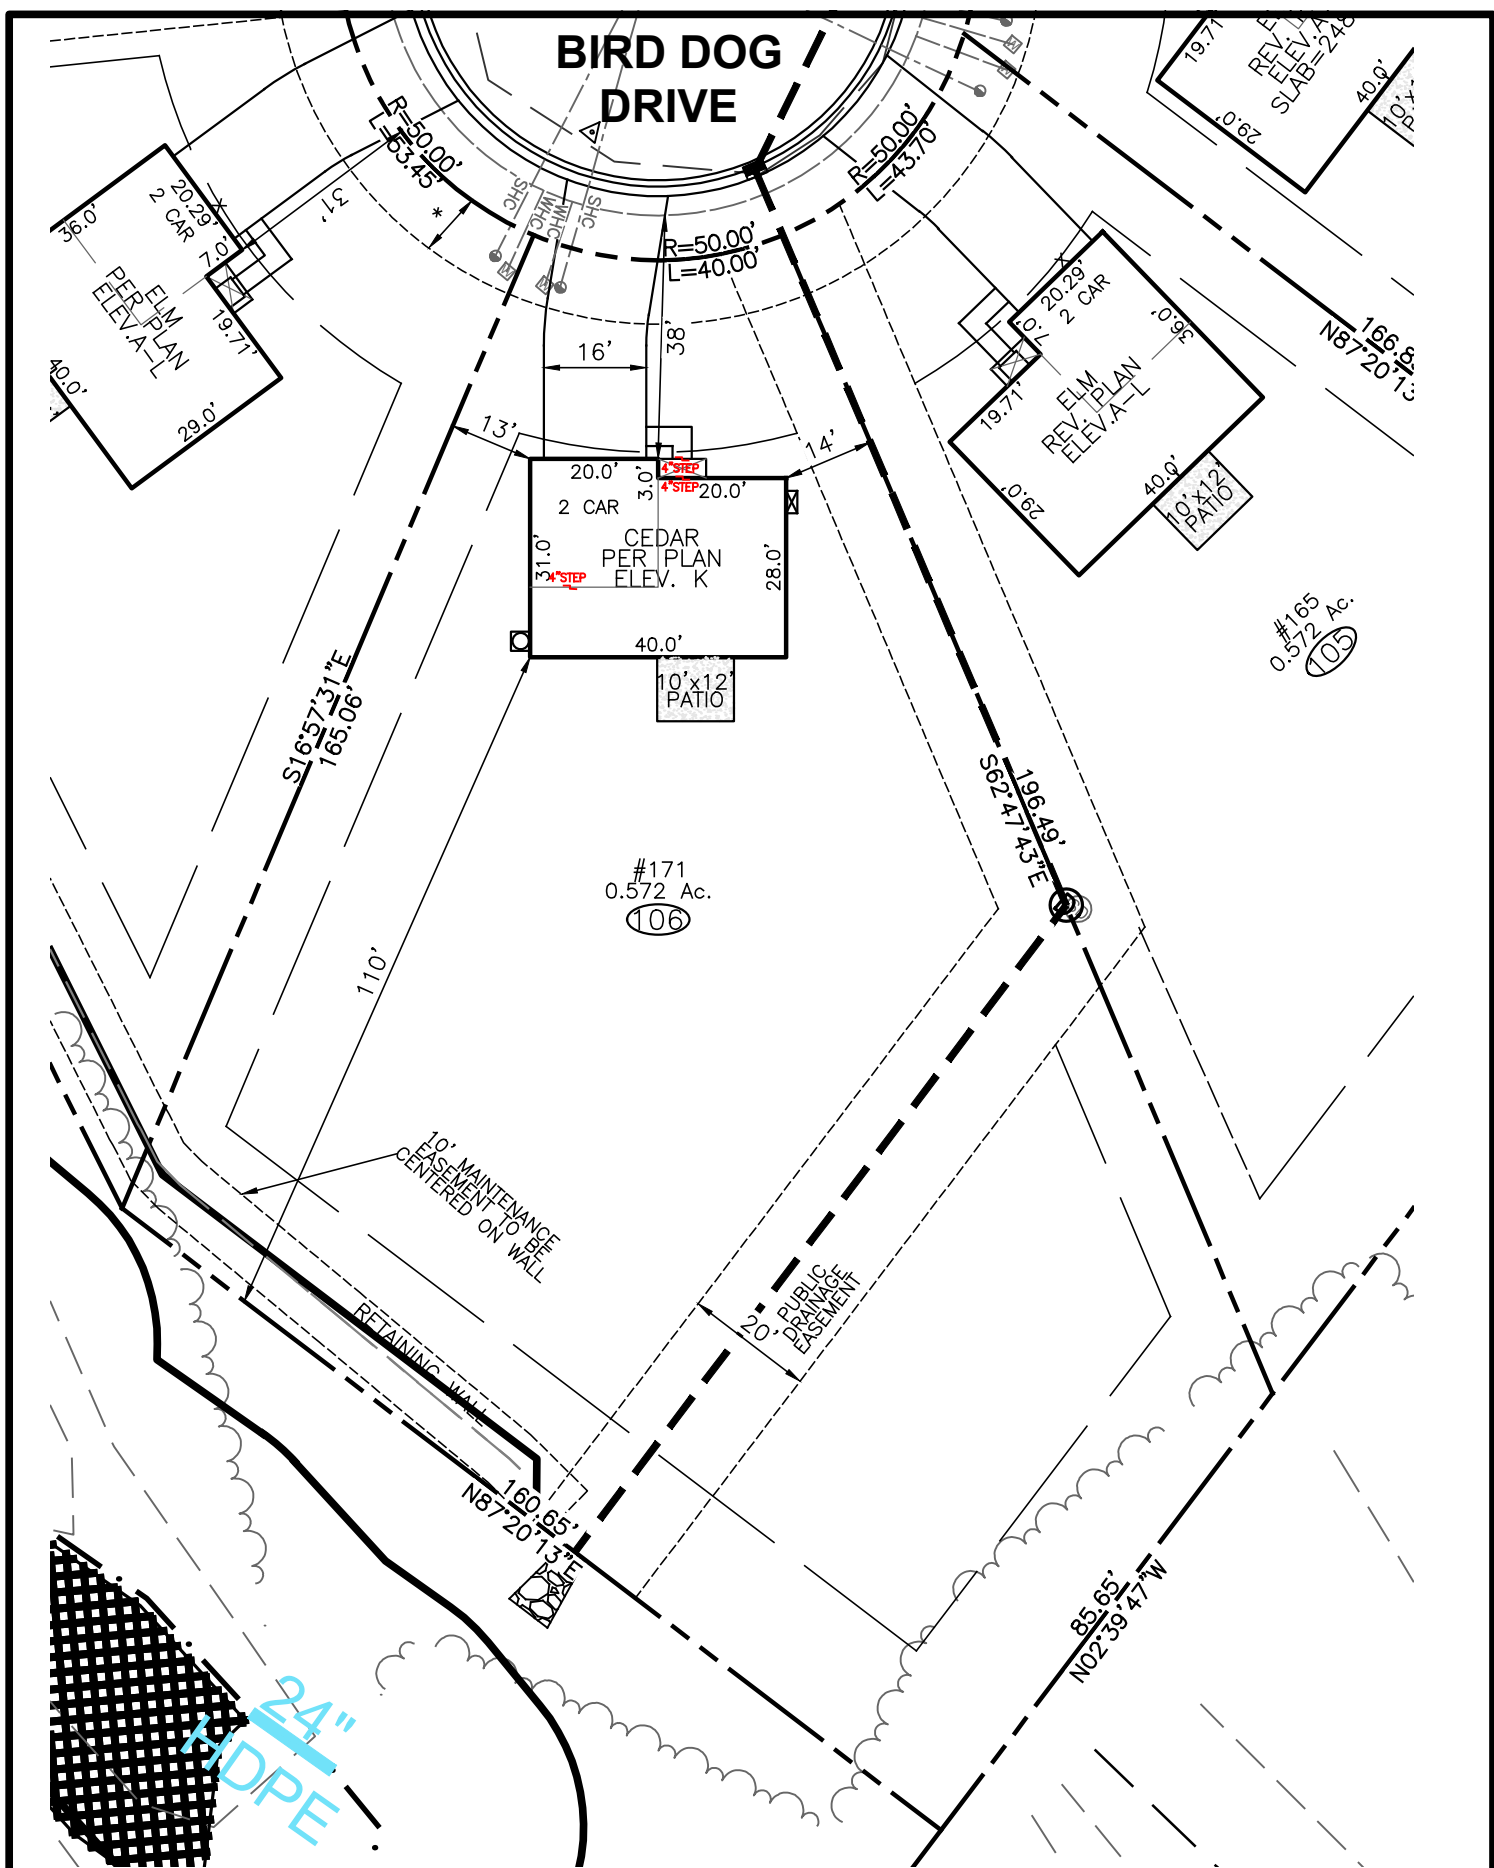 BIRD DOG
DRIVE
R=50.00'
L=63.45'
*
SHC
WHC
WHC
SHC
R=50.00'
L=40.00'
R=50.00'
L=43.70'
19.71'
REV.
ELEV.A
SLAB=248
29.0'
40.0'
10'x1
31'
36.0'
20.29'
2 CAR
7.0'
ELM
PER PLAN
ELEV.A-L
19.71'
40.0'
29.0'
38'
16'
13'
14'
20.0'
3.0'
4"STEP
4"STEP
20.0'
2 CAR
CEDAR
PER PLAN
ELEV. K
31.0'
4"STEP
28.0'
40.0'
10'x12'
PATIO
20.29'
2 CAR
7.0'
36.0'
19.71'
ELM
REV. PLAN
ELEV.A-L
29.0'
40.0'
10'x12'
PATIO
166.8
N87°20'13
#165
0.572 Ac.
105
S16°57'31"E
165.06'
196.49'
S62°47'43"E
#171
0.572 Ac.
106
110'
10' MAINTENANCE
EASEMENT TO BE
CENTERED ON WALL
RETAINING WALL
20'
PUBLIC
DRAINAGE
EASEMENT
160.65'
N87°20'13"E
85.65'
N02°39'47"W
24"
HDPE